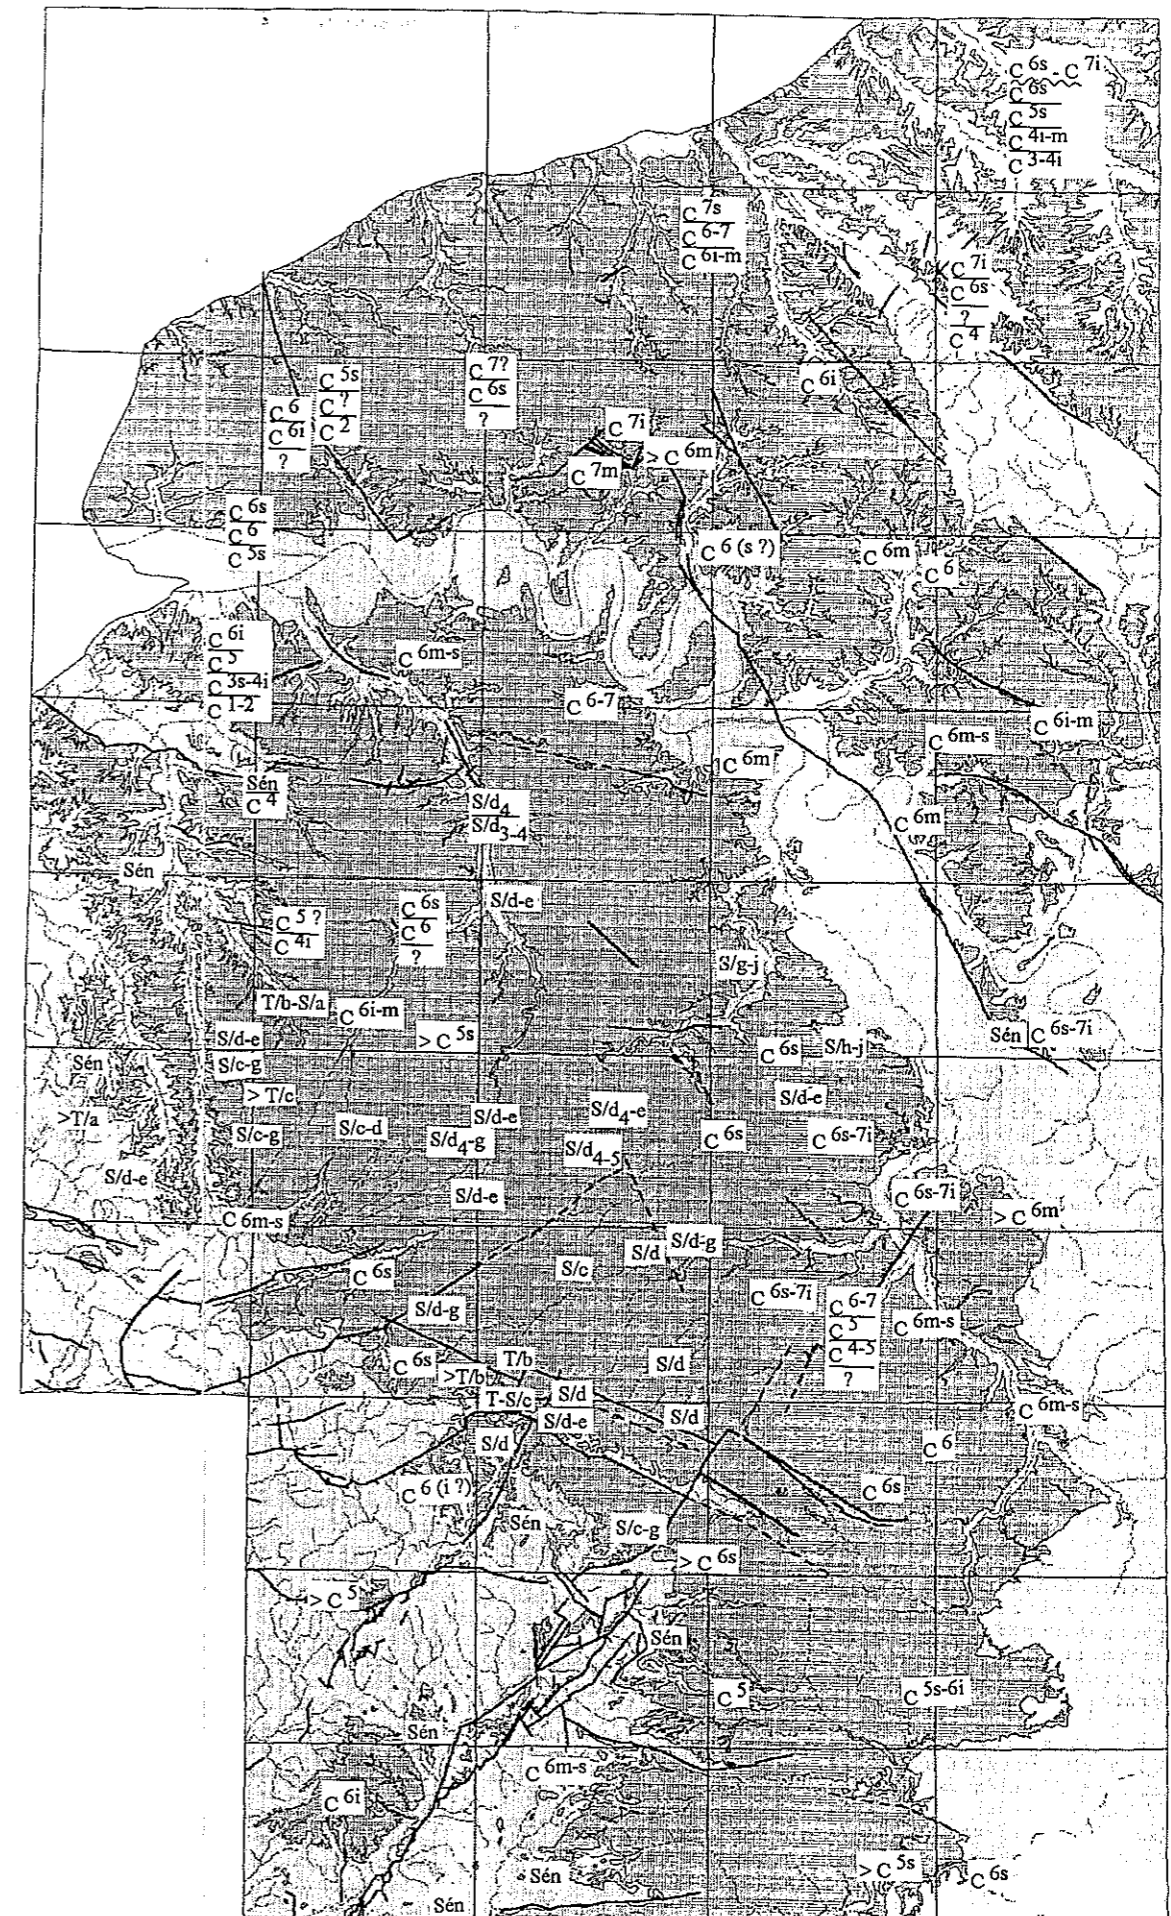 C 6s - C 7i
C 6s
C 5s
C 4i-m
C 3-4i
C 7s
C 6-7
C 6i-m
C 7i
C 6s
?
C 4
C 5s
C ?
C 2
C 6
C 6i
?
C 7?
C 6s
?
C 6i
C 7i
> C 6m
C 7m
C 6s
C 6
C 5s
C 6 (s ?)
C 6m
C 6
C 6i
C 5
C 3s-4i
C 1-2
C 6m-s
C 6-7
C 6i-m
C 6m-s
C 6m
Sén
C 4
S/d4
S/d3-4
C 6m
Sén
S/d-e
C 5 ?
C 4i
C 6s
C 6
?
S/g-j
T/b-S/a
C 6i-m
> C 5s
Sén
C 6s-7i
S/d-e
S/c-g
> T/c
Sén
C 6s
S/h-j
S/d-e
>T/a
S/c-g
S/c-d
S/d-e
S/d4-g
S/d4-e
S/d4-5
C 6s
C 6s-7i
S/d-e
S/d-e
C 6s-7i
> C 6m
C 6m-s
S/d
S/d-g
C 6s
S/c
C 6s-7i
C 6-7
C 5
C 4-5
?
C 6m-s
S/d-g
C 6s
T/b
>T/b
S/d
T-S/c
S/d
S/d-e
S/d
S/d
C 6m-s
C 6
C 6 (i ?)
C 6s
Sén
S/c-g
> C 6s
> C 5
Sén
C 5
C 5s-6i
Sén
C 6m-s
C 6i
Sén
> C 5s
C 6s
Sén